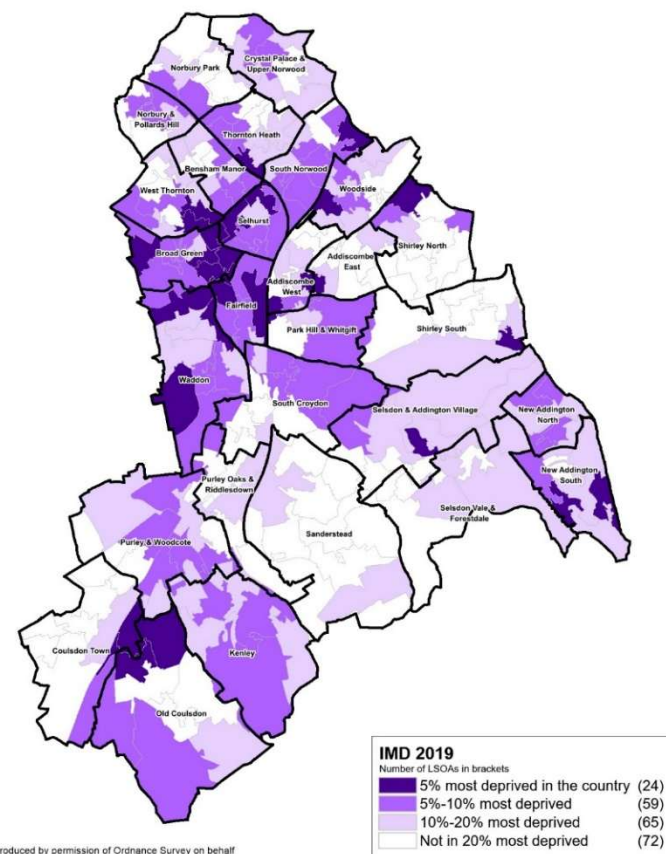 Crystal Palace &
Upper Norwood
Norbury Park
Norbury &
Pollards Hill
Thornton Heath
Bensham Manor
South Norwood
West Thornton
Woodside
Selhurst
Broad Green
Shirley North
Addiscombe
East
Addiscombe
West
Fairfield
Park Hill & Whitgift
Shirley South
Waddon
South Croydon
Selsdon & Addington Village
New Addington
North
New Addington
South
Purley Oaks &
Riddlesdown
Selsdon Vale &
Forestdale
Sanderstead
Purley & Woodcote
Coulsdon Town
Kenley
Old Coulsdon
IMD 2019
Number of LSOAs in brackets
5% most deprived in the country (24)
5%-10% most deprived (59)
10%-20% most deprived (65)
Not in 20% most deprived (72)
roduced by permission of Ordnance Survey on behalf